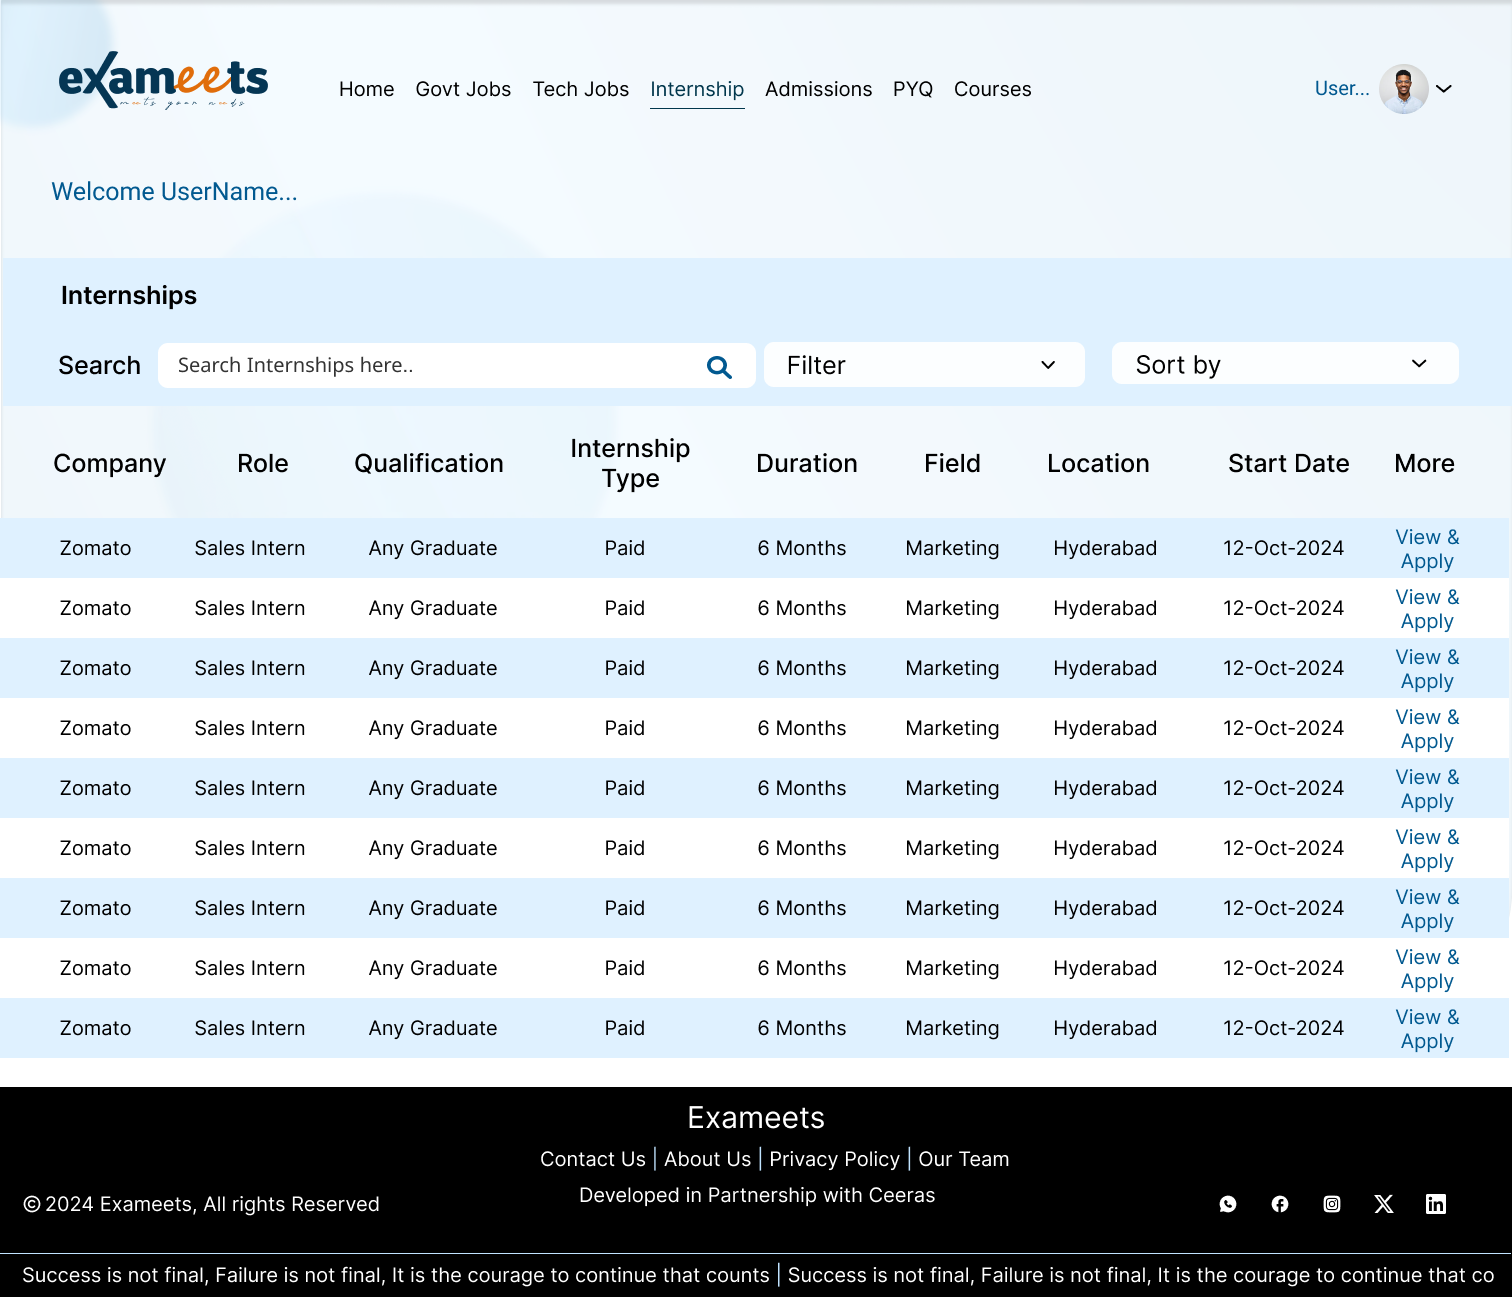 exameets
meets your needs
Home Govt Jobs Tech Jobs Internship Admissions PYQ Courses
User...
Welcome UserName...
Internships
Search Search Internships here.. Filter Sort by
Company Role Qualification Internship Type Duration Field Location Start Date More
Zomato Sales Intern Any Graduate Paid 6 Months Marketing Hyderabad 12-Oct-2024 View & Apply
Zomato Sales Intern Any Graduate Paid 6 Months Marketing Hyderabad 12-Oct-2024 View & Apply
Zomato Sales Intern Any Graduate Paid 6 Months Marketing Hyderabad 12-Oct-2024 View & Apply
Zomato Sales Intern Any Graduate Paid 6 Months Marketing Hyderabad 12-Oct-2024 View & Apply
Zomato Sales Intern Any Graduate Paid 6 Months Marketing Hyderabad 12-Oct-2024 View & Apply
Zomato Sales Intern Any Graduate Paid 6 Months Marketing Hyderabad 12-Oct-2024 View & Apply
Zomato Sales Intern Any Graduate Paid 6 Months Marketing Hyderabad 12-Oct-2024 View & Apply
Zomato Sales Intern Any Graduate Paid 6 Months Marketing Hyderabad 12-Oct-2024 View & Apply
Zomato Sales Intern Any Graduate Paid 6 Months Marketing Hyderabad 12-Oct-2024 View & Apply
Exameets
Contact Us | About Us | Privacy Policy | Our Team
Developed in Partnership with Ceeras
© 2024 Exameets, All rights Reserved
Success is not final, Failure is not final, It is the courage to continue that counts | Success is not final, Failure is not final, It is the courage to continue that co